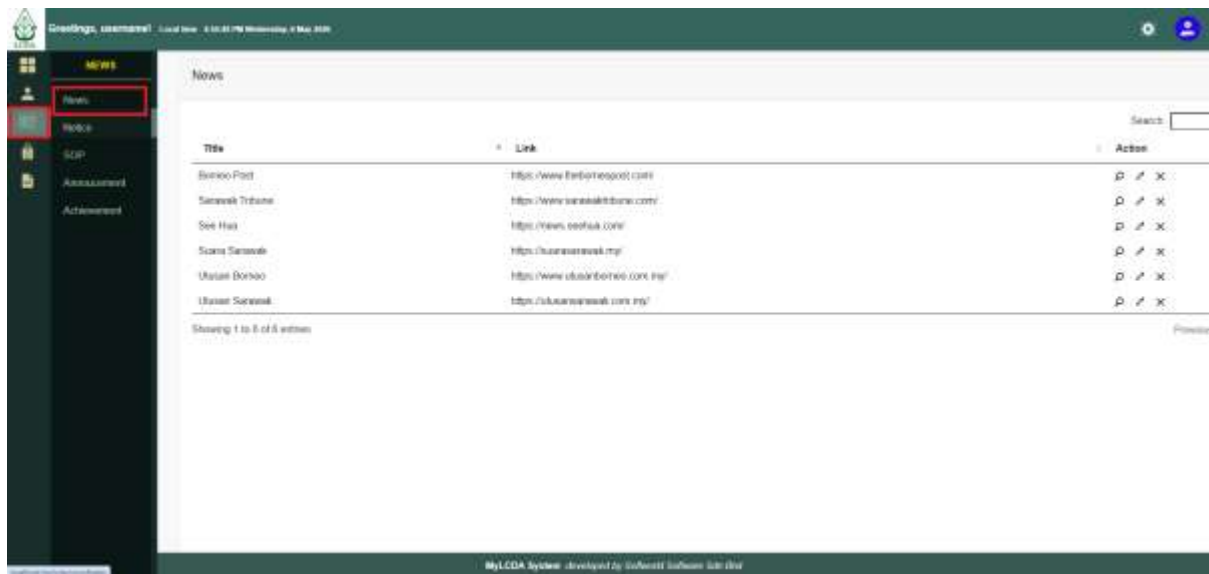 Greetings, username! Local time
LCDA
NEWS
News
Notice
SOP
Announcement
Achievement
News
Search
Title Link Action
Borneo Post https://www.theborneopost.com/
Sarawak Tribune https://www.sarawaktribune.com/
See Hua https://news.seehua.com/
Suara Sarawak https://suarasarawak.my/
Utusan Borneo https://www.utusanborneo.com.my/
Utusan Sarawak https://utusansarawak.com.my/
Showing 1 to 6 of 6 entries
MyLCDA System developed by Software Sdn Bhd